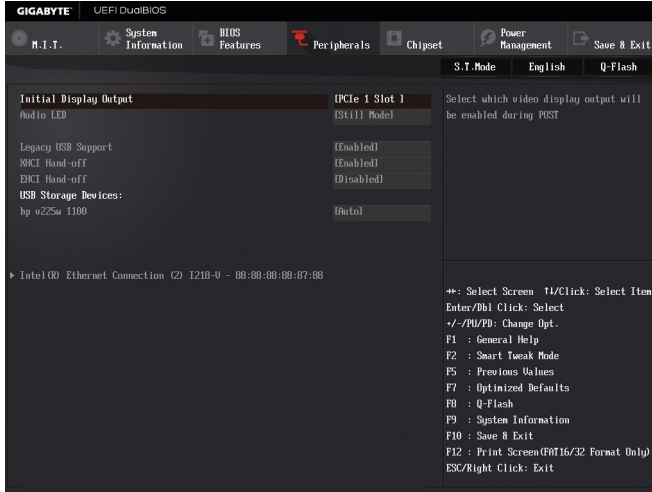 GIGABYTE™ UEFI DualBIOS
M.I.T. System Information BIOS Features Peripherals Chipset Power Management Save & Exit
S.T.Mode English Q-Flash
Initial Display Output [PCIe 1 Slot ]
Audio LED [Still Mode]
Legacy USB Support [Enabled]
XHCI Hand-off [Enabled]
EHCI Hand-off [Disabled]
USB Storage Devices:
hp v225w 1100 [Auto]
Intel(R) Ethernet Connection (2) I218-V - 88:88:88:88:87:88
Select which video display output will
be enabled during POST
→←: Select Screen ↑↓/Click: Select Item
Enter/Dbl Click: Select
+/-/PU/PD: Change Opt.
F1 : General Help
F2 : Smart Tweak Mode
F5 : Previous Values
F7 : Optimized Defaults
F8 : Q-Flash
F9 : System Information
F10 : Save & Exit
F12 : Print Screen(FAT16/32 Format Only)
ESC/Right Click: Exit